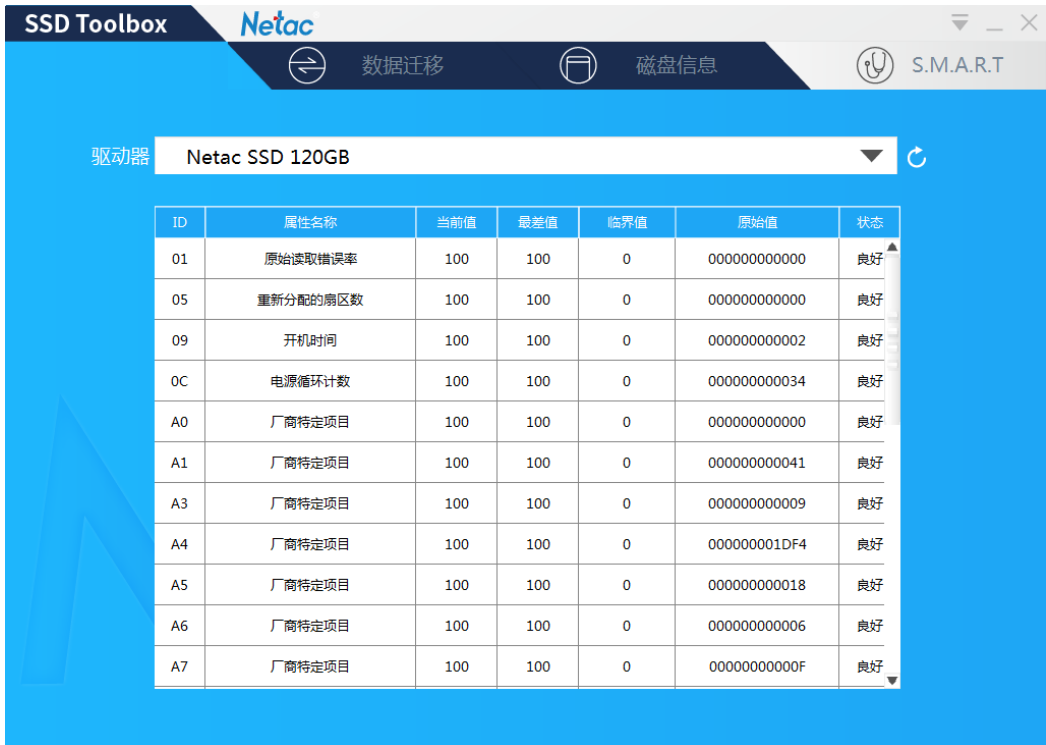 SSD Toolbox Netac
数据迁移 磁盘信息 S.M.A.R.T
驱动器 Netac SSD 120GB
ID 属性名称 当前值 最差值 临界值 原始值 状态
01 原始读取错误率 100 100 0 000000000000 良好
05 重新分配的扇区数 100 100 0 000000000000 良好
09 开机时间 100 100 0 000000000002 良好
0C 电源循环计数 100 100 0 000000000034 良好
A0 厂商特定项目 100 100 0 000000000000 良好
A1 厂商特定项目 100 100 0 000000000041 良好
A3 厂商特定项目 100 100 0 000000000009 良好
A4 厂商特定项目 100 100 0 000000001DF4 良好
A5 厂商特定项目 100 100 0 000000000018 良好
A6 厂商特定项目 100 100 0 000000000006 良好
A7 厂商特定项目 100 100 0 00000000000F 良好